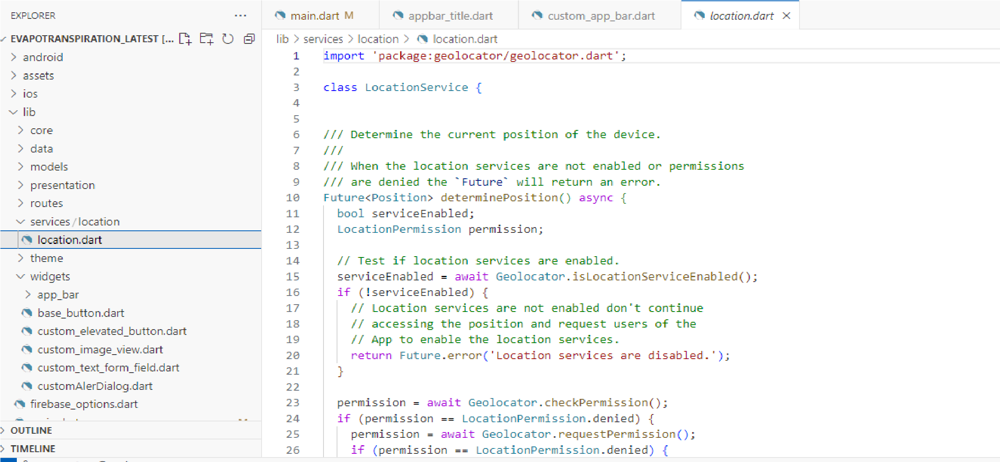 EXPLORER
EVAPOTRANSPIRATION_LATEST [...
android
assets
ios
lib
core
data
models
presentation
routes
services / location
location.dart
theme
widgets
app_bar
base_button.dart
custom_elevated_button.dart
custom_image_view.dart
custom_text_form_field.dart
customAlerDialog.dart
firebase_options.dart
OUTLINE
TIMELINE
main.dart M
appbar_title.dart
custom_app_bar.dart
location.dart
lib > services > location > location.dart
1 import 'package:geolocator/geolocator.dart';
2
3 class LocationService {
4
5
6 /// Determine the current position of the device.
7 ///
8 /// When the location services are not enabled or permissions
9 /// are denied the `Future` will return an error.
10 Future<Position> determinePosition() async {
11 bool serviceEnabled;
12 LocationPermission permission;
13
14 // Test if location services are enabled.
15 serviceEnabled = await Geolocator.isLocationServiceEnabled();
16 if (!serviceEnabled) {
17 // Location services are not enabled don't continue
18 // accessing the position and request users of the
19 // App to enable the location services.
20 return Future.error('Location services are disabled.');
21 }
22
23 permission = await Geolocator.checkPermission();
24 if (permission == LocationPermission.denied) {
25 permission = await Geolocator.requestPermission();
26 if (permission == LocationPermission.denied) {